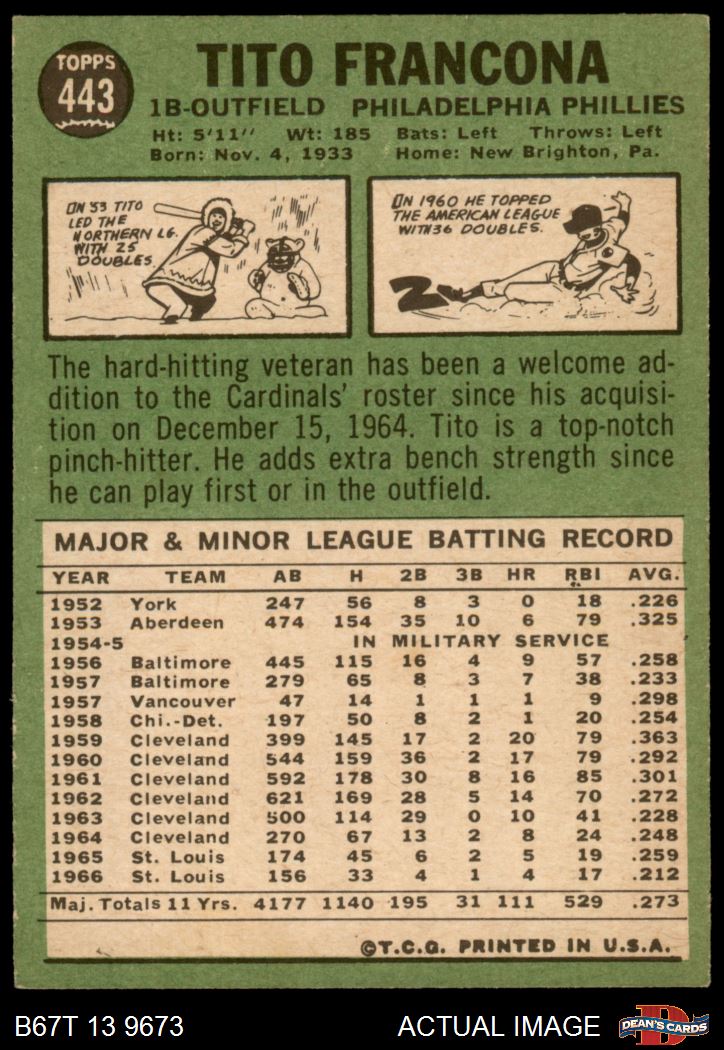 TOPPS
443
TITO FRANCONA
1B-OUTFIELD PHILADELPHIA PHILLIES
Ht: 5'11" Wt: 185 Bats: Left Throws: Left
Born: Nov. 4, 1933 Home: New Brighton, Pa.
IN '53 TITO
LED THE
NORTHERN LG.
WITH 25
DOUBLES.
IN 1960 HE TOPPED
THE AMERICAN LEAGUE
WITH 36 DOUBLES.
2
The hard-hitting veteran has been a welcome ad-
dition to the Cardinals' roster since his acquisi-
tion on December 15, 1964. Tito is a top-notch
pinch-hitter. He adds extra bench strength since
he can play first or in the outfield.
MAJOR & MINOR LEAGUE BATTING RECORD
YEAR TEAM AB H 2B 3B HR RBI AVG.
1952 York 247 56 8 3 0 18 .226
1953 Aberdeen 474 154 35 10 6 79 .325
1954-5 IN MILITARY SERVICE
1956 Baltimore 445 115 16 4 9 57 .258
1957 Baltimore 279 65 8 3 7 38 .233
1957 Vancouver 47 14 1 1 1 9 .298
1958 Chi.-Det. 197 50 8 2 1 20 .254
1959 Cleveland 399 145 17 2 20 79 .363
1960 Cleveland 544 159 36 2 17 79 .292
1961 Cleveland 592 178 30 8 16 85 .301
1962 Cleveland 621 169 28 5 14 70 .272
1963 Cleveland 500 114 29 0 10 41 .228
1964 Cleveland 270 67 13 2 8 24 .248
1965 St. Louis 174 45 6 2 5 19 .259
1966 St. Louis 156 33 4 1 4 17 .212
Maj. Totals 11 Yrs. 4177 1140 195 31 111 529 .273
©T.C.G. PRINTED IN U.S.A.
B67T 13 9673 ACTUAL IMAGE
D
DEAN'S CARDS